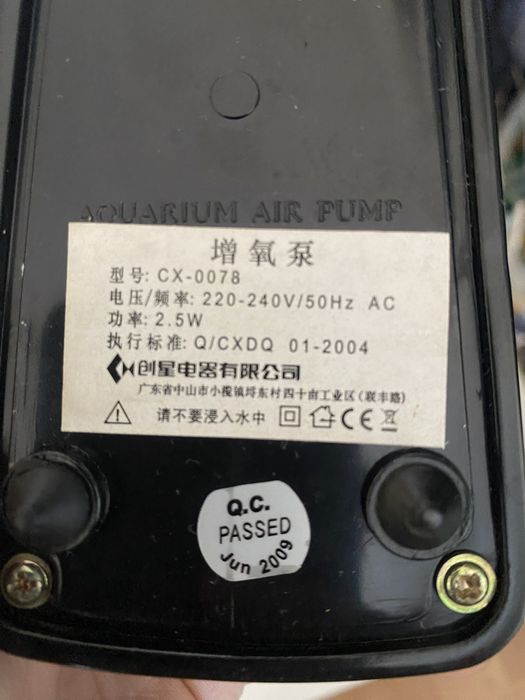 AQUARIUM AIR PUMP
增氧泵
型号: CX-0078
电压/频率: 220-240V/50Hz AC
功率: 2.5W
执行标准: Q/CXDQ 01-2004
创星电器有限公司
广东省中山市小榄镇埒东村四十亩工业区(联丰路)
请不要浸入水中 CE
Q.C.
PASSED
Jun 2009